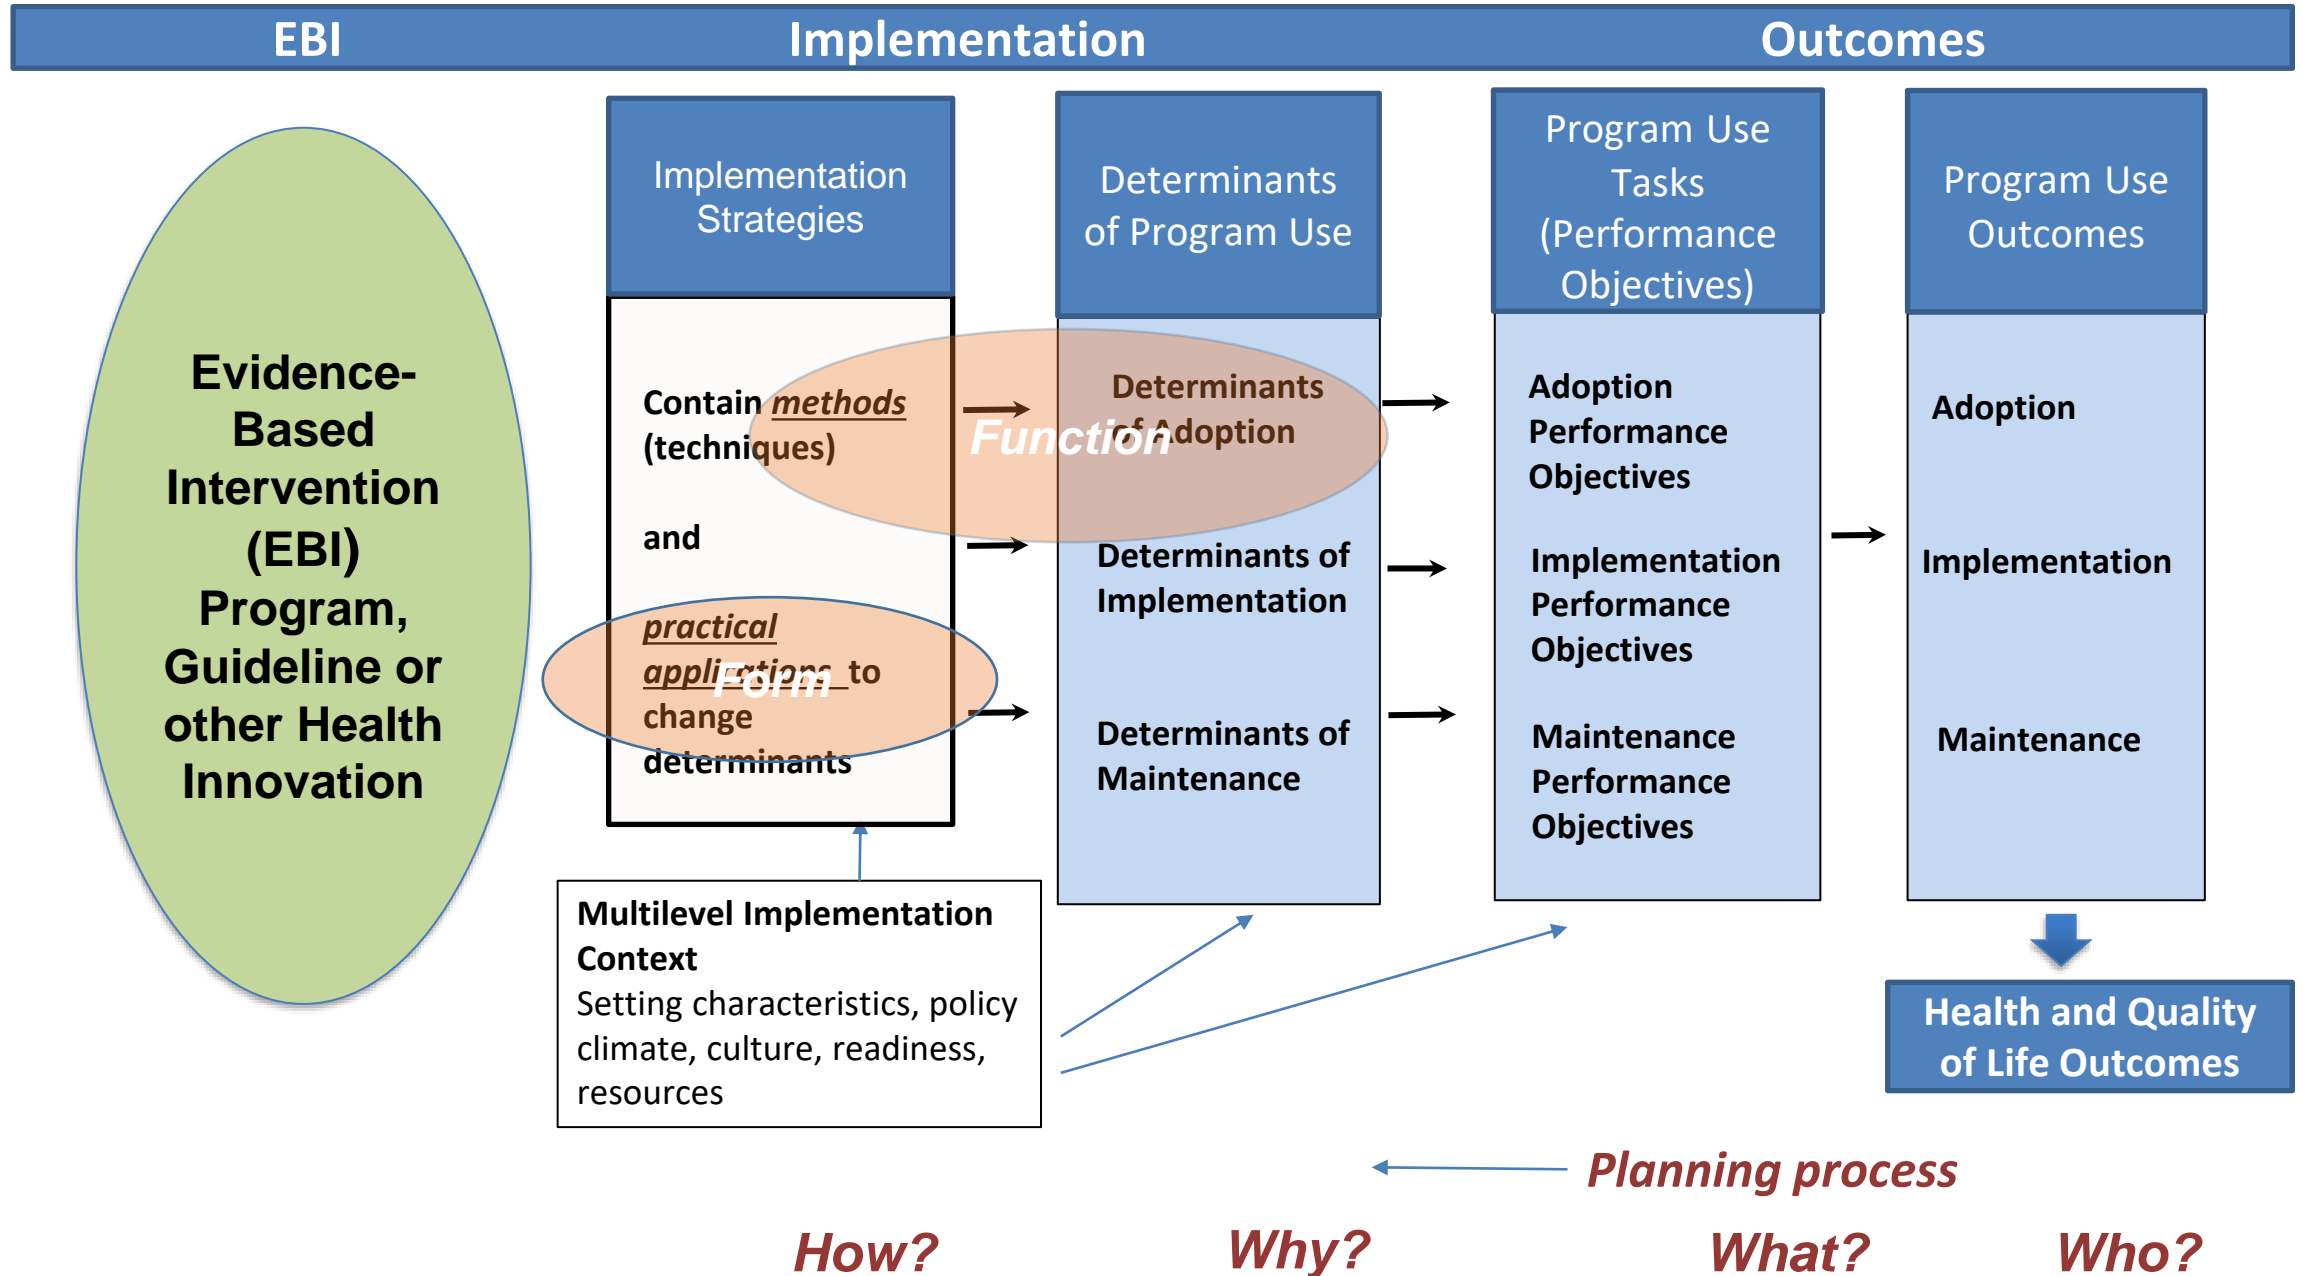 EBI
Implementation
Outcomes
Evidence-
Based
Intervention
(EBI)
Program,
Guideline or
other Health
Innovation
Implementation
Strategies
Contain methods
(techniques)
and
practical
applications to
change
determinants
Function
Form
Determinants
of Program Use
Determinants
of Adoption
Determinants of
Implementation
Determinants of
Maintenance
Program Use
Tasks
(Performance
Objectives)
Adoption
Performance
Objectives
Implementation
Performance
Objectives
Maintenance
Performance
Objectives
Program Use
Outcomes
Adoption
Implementation
Maintenance
Multilevel Implementation
Context
Setting characteristics, policy
climate, culture, readiness,
resources
Health and Quality
of Life Outcomes
Planning process
How?
Why?
What?
Who?